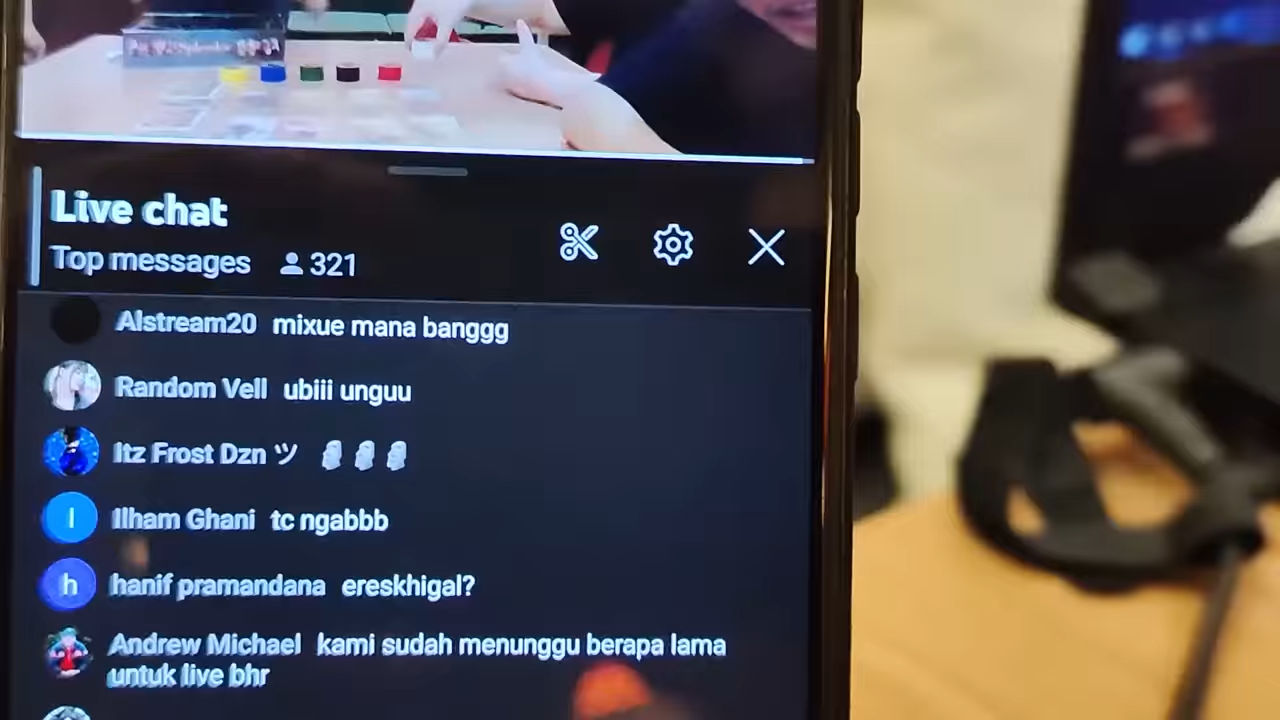 Live chat
Top messages 321
Alstream20 mixue mana banggg
Random Vell ubiii unguu
Itz Frost Dzn ツ 🗿🗿🗿
I Ilham Ghani tc ngabbb
h hanif pramandana ereskhigal?
Andrew Michael kami sudah menunggu berapa lama
untuk live bhr